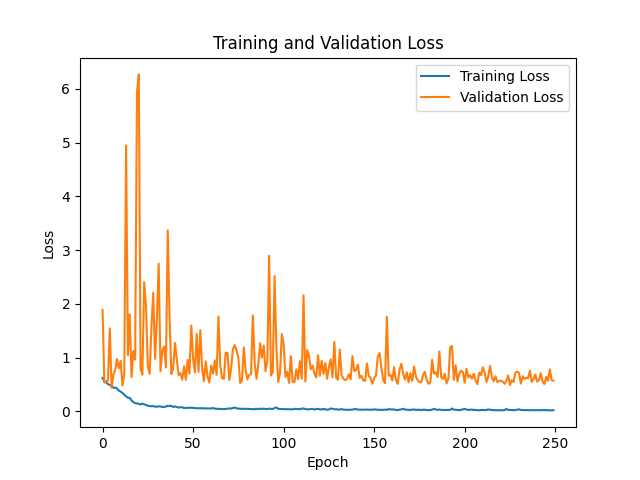 Training and Validation Loss
Training Loss
Validation Loss
Loss
6
5
4
3
2
1
0
0 50 100 150 200 250
Epoch